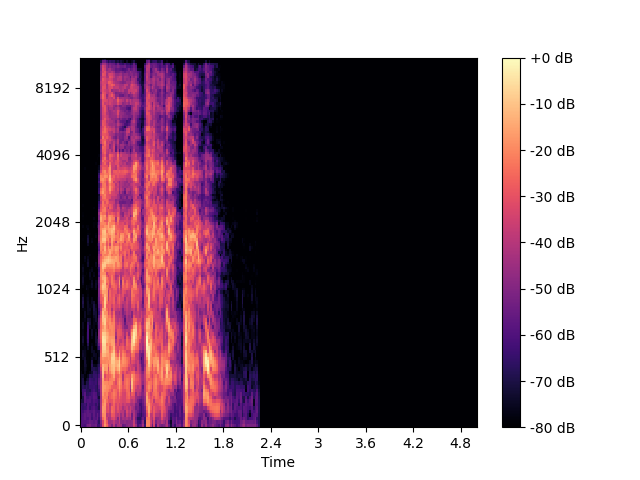 8192
4096
2048
1024
512
0
Hz
0 0.6 1.2 1.8 2.4 3 3.6 4.2 4.8
Time
+0 dB
-10 dB
-20 dB
-30 dB
-40 dB
-50 dB
-60 dB
-70 dB
-80 dB